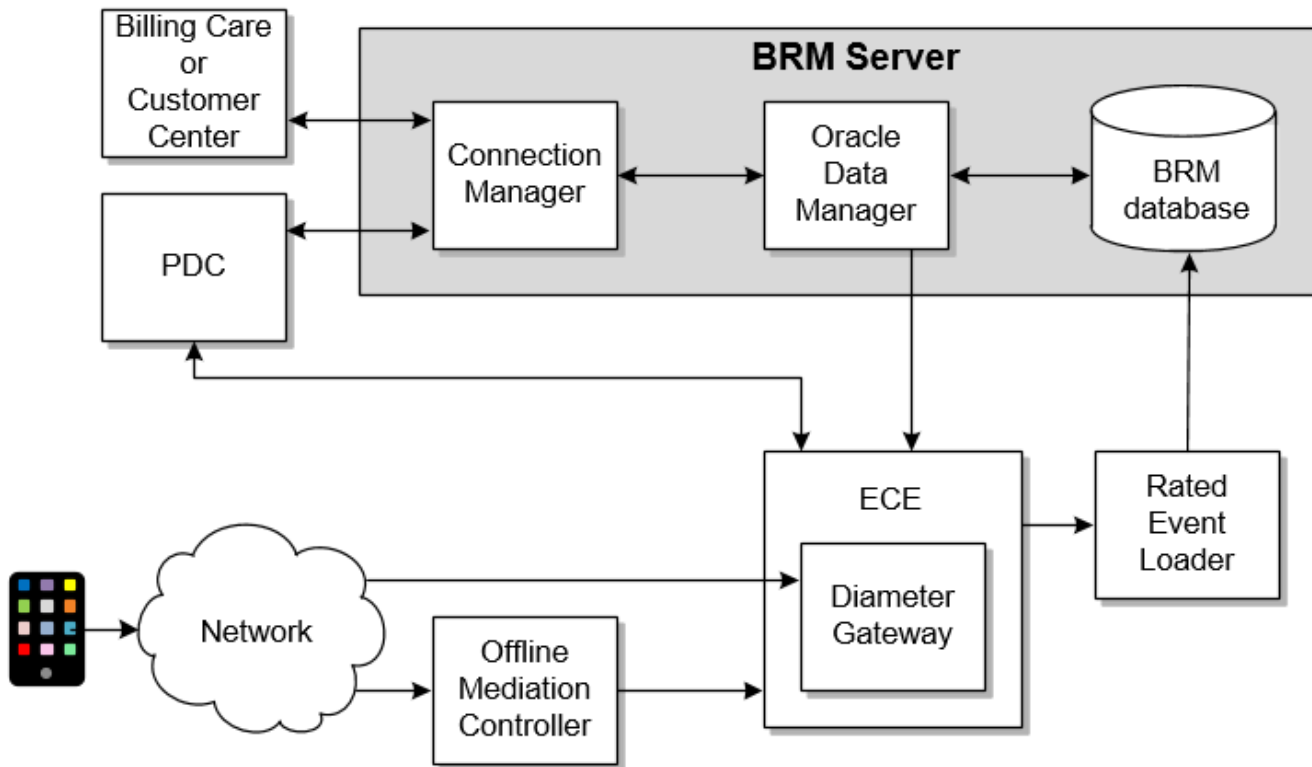 Billing Care
or
Customer
Center
BRM Server
Connection
Manager
Oracle
Data
Manager
BRM
database
PDC
ECE
Rated
Event
Loader
Diameter
Gateway
Network
Offline
Mediation
Controller